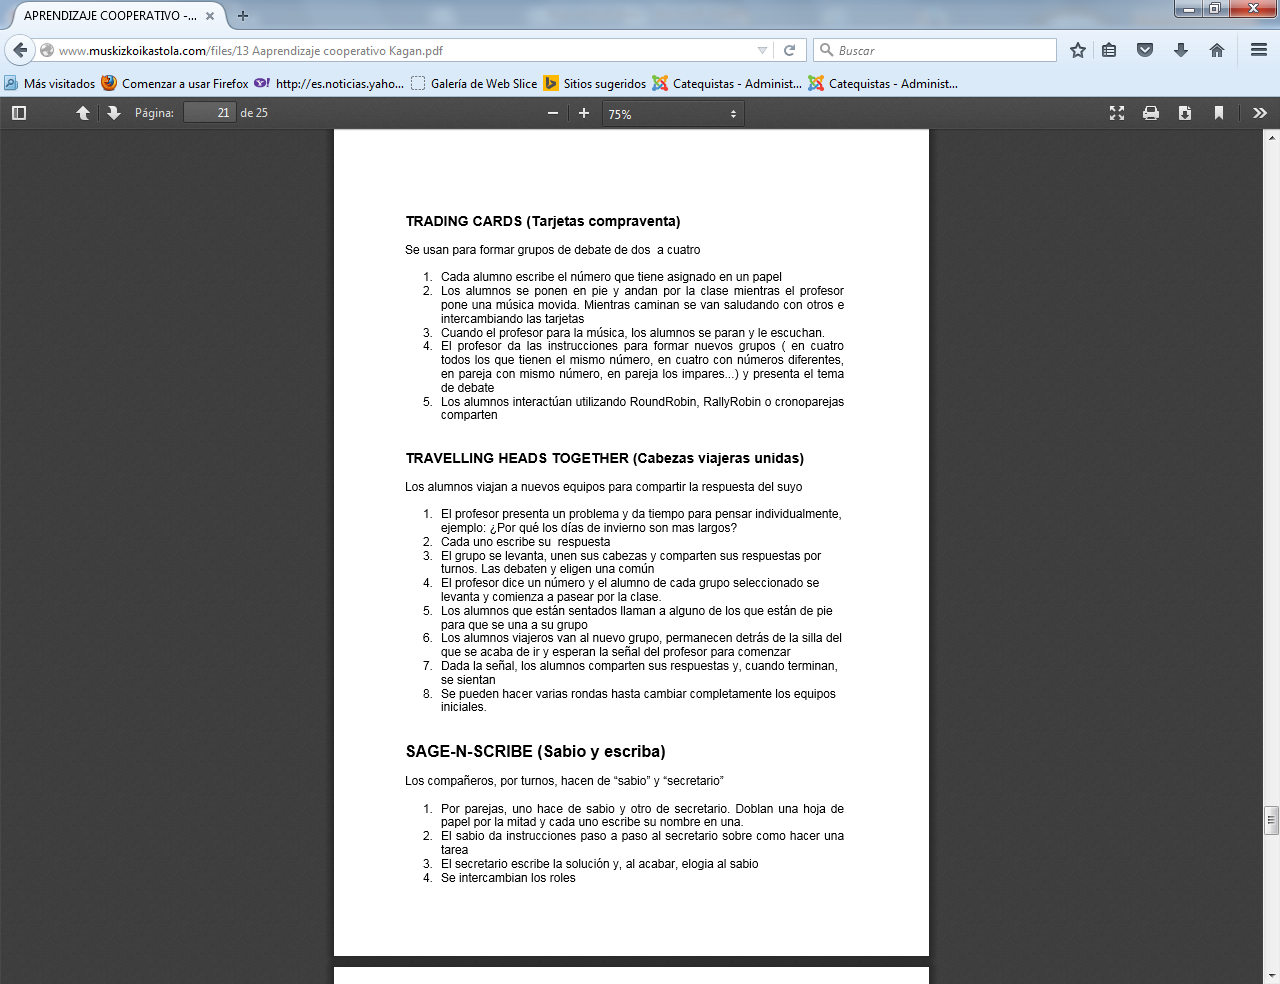 APRENDIZAJE COOPERATIVO -...
www.muskizkoikastola.com/files/13 Aaprendizaje cooperativo Kagan.pdf
Buscar
Más visitados Comenzar a usar Firefox http://es.noticias.yaho... Galería de Web Slice Sitios sugeridos Catequistas - Administ... Catequistas - Administ...
Página: 21 de 25 75%
TRADING CARDS (Tarjetas compraventa)
Se usan para formar grupos de debate de dos  a cuatro
1. Cada alumno escribe el número que tiene asignado en un papel
2. Los alumnos se ponen en pie y andan por la clase mientras el profesor
pone una música movida. Mientras caminan se van saludando con otros e
intercambiando las tarjetas
3. Cuando el profesor para la música, los alumnos se paran y le escuchan.
4. El profesor da las instrucciones para formar nuevos grupos ( en cuatro
todos los que tienen el mismo número, en cuatro con números diferentes,
en pareja con mismo número, en pareja los impares...) y presenta el tema
de debate
5. Los alumnos interactúan utilizando RoundRobin, RallyRobin o cronoparejas
comparten
TRAVELLING HEADS TOGETHER (Cabezas viajeras unidas)
Los alumnos viajan a nuevos equipos para compartir la respuesta del suyo
1. El profesor presenta un problema y da tiempo para pensar individualmente,
ejemplo: ¿Por qué los días de invierno son mas largos?
2. Cada uno escribe su  respuesta
3. El grupo se levanta, unen sus cabezas y comparten sus respuestas por
turnos. Las debaten y eligen una común
4. El profesor dice un número y el alumno de cada grupo seleccionado se
levanta y comienza a pasear por la clase.
5. Los alumnos que están sentados llaman a alguno de los que están de pie
para que se una a su grupo
6. Los alumnos viajeros van al nuevo grupo, permanecen detrás de la silla del
que se acaba de ir y esperan la señal del profesor para comenzar
7. Dada la señal, los alumnos comparten sus respuestas y, cuando terminan,
se sientan
8. Se pueden hacer varias rondas hasta cambiar completamente los equipos
iniciales.
SAGE-N-SCRIBE (Sabio y escriba)
Los compañeros, por turnos, hacen de “sabio” y “secretario”
1. Por parejas, uno hace de sabio y otro de secretario. Doblan una hoja de
papel por la mitad y cada uno escribe su nombre en una.
2. El sabio da instrucciones paso a paso al secretario sobre como hacer una
tarea
3. El secretario escribe la solución y, al acabar, elogia al sabio
4. Se intercambian los roles